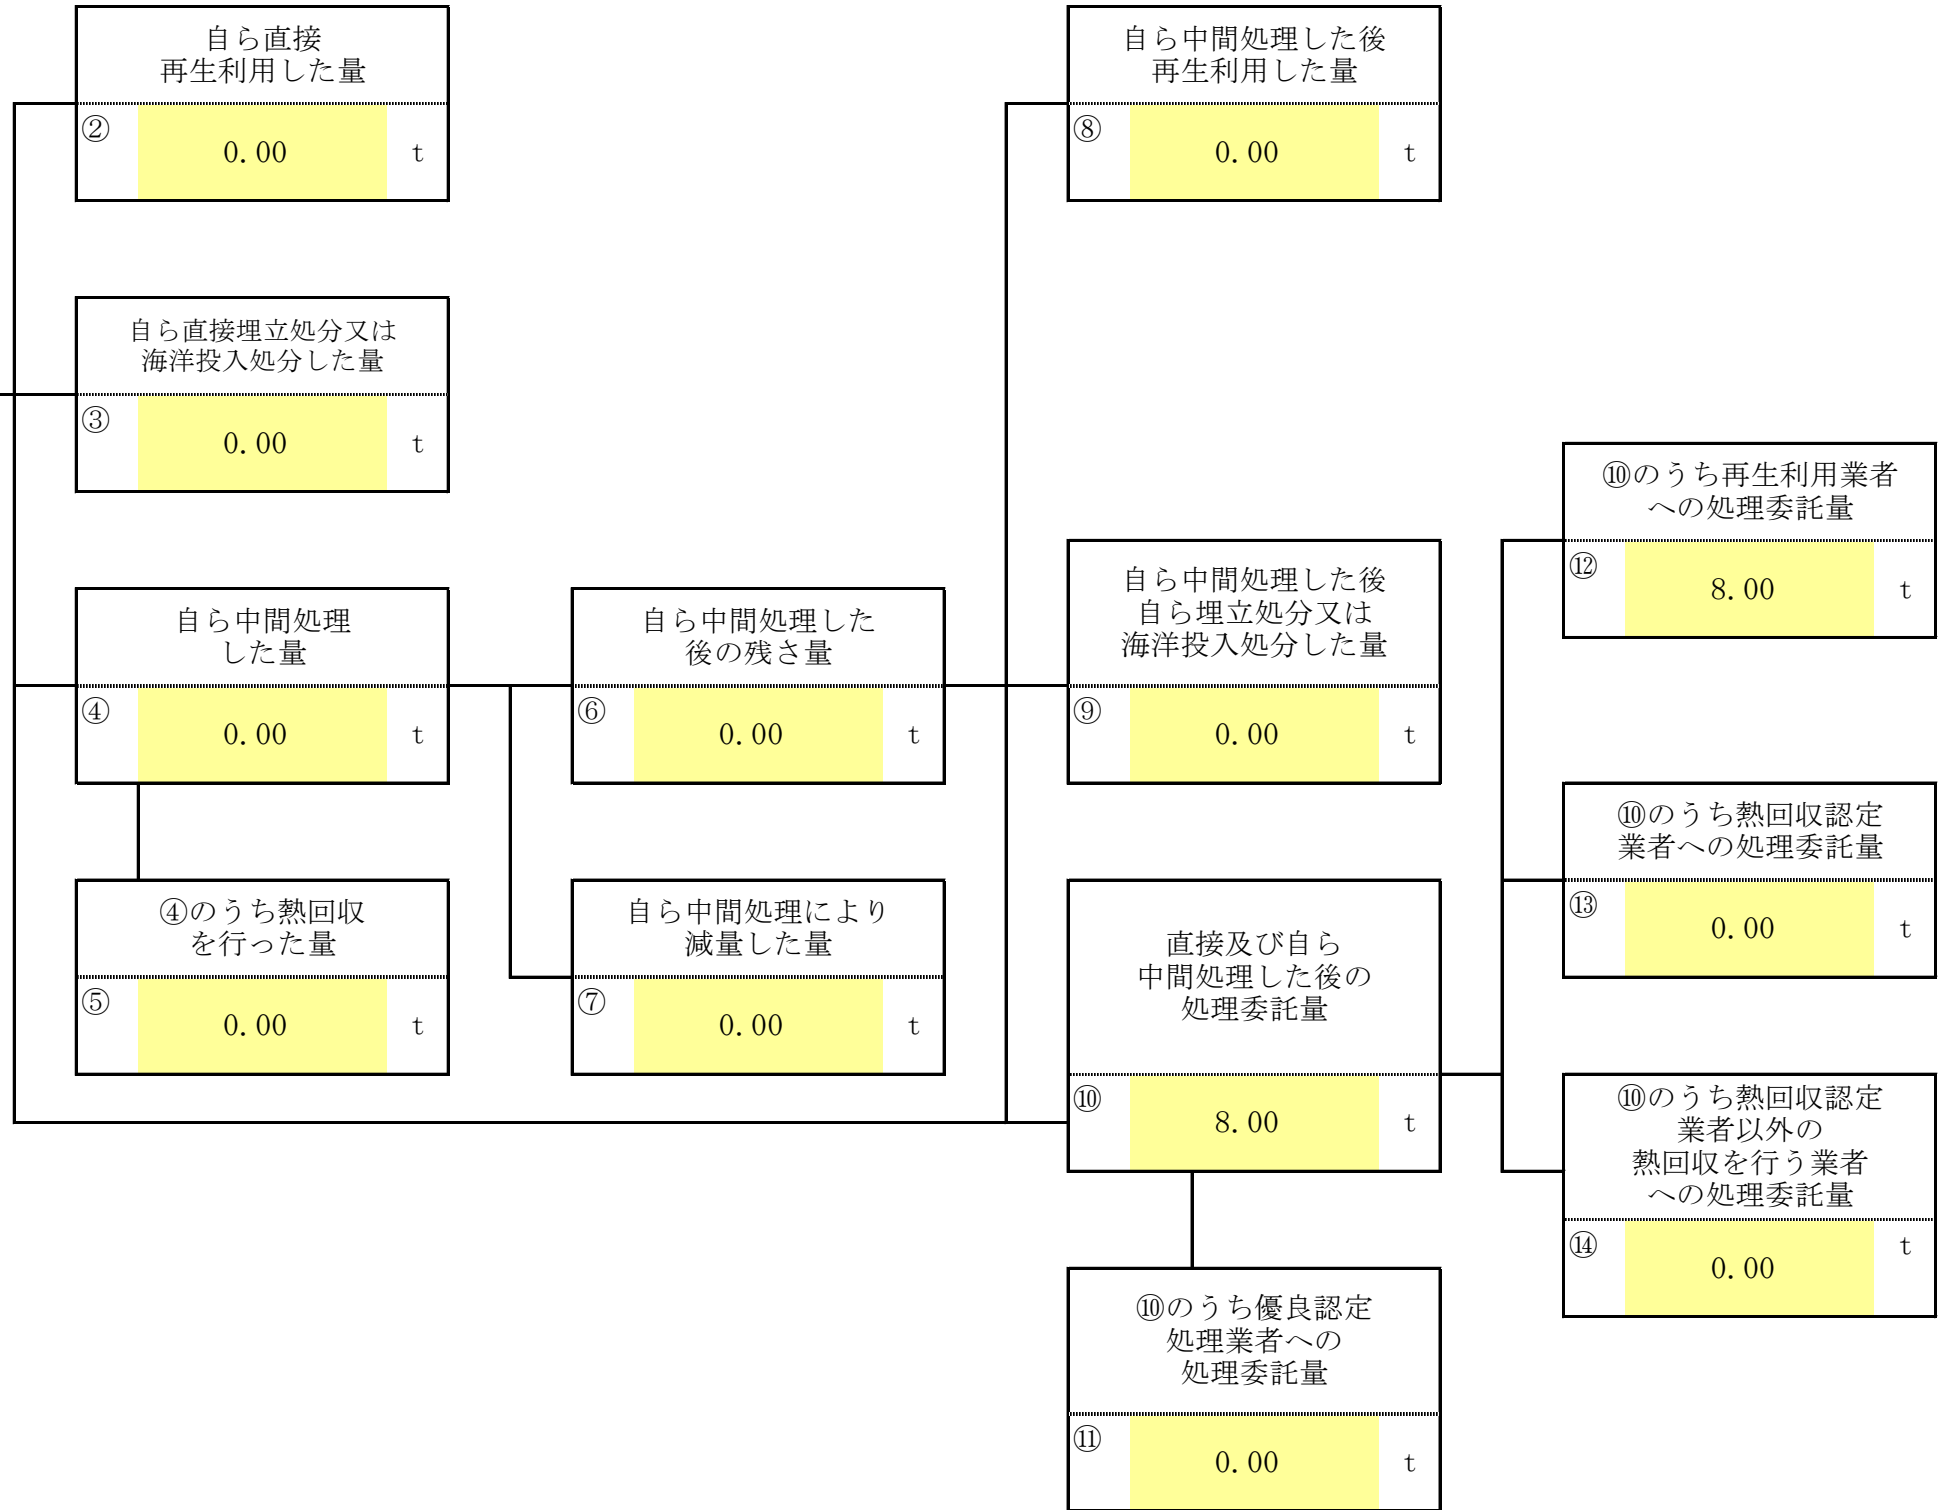 自ら直接
再生利用した量
②
0.00
t
自ら中間処理した後
再生利用した量
⑧
0.00
t
自ら直接埋立処分又は
海洋投入処分した量
③
0.00
t
⑩のうち再生利用業者
への処理委託量
⑫
8.00
t
自ら中間処理
した量
④
0.00
t
自ら中間処理した
後の残さ量
⑥
0.00
t
自ら中間処理した後
自ら埋立処分又は
海洋投入処分した量
⑨
0.00
t
⑩のうち熱回収認定
業者への処理委託量
⑬
0.00
t
④のうち熱回収
を行った量
⑤
0.00
t
自ら中間処理により
減量した量
⑦
0.00
t
直接及び自ら
中間処理した後の
処理委託量
⑩
8.00
t
⑩のうち熱回収認定
業者以外の
熱回収を行う業者
への処理委託量
⑭
0.00
t
⑩のうち優良認定
処理業者への
処理委託量
⑪
0.00
t